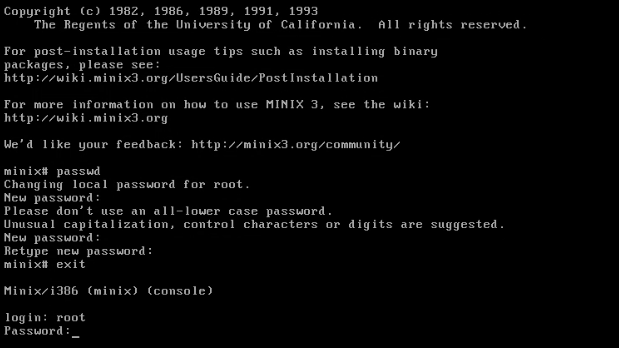 Copyright (c) 1982, 1986, 1989, 1991, 1993
The Regents of the University of California.  All rights reserved.
For post-installation usage tips such as installing binary
packages, please see:
http://wiki.minix3.org/UsersGuide/PostInstallation
For more information on how to use MINIX 3, see the wiki:
http://wiki.minix3.org
We'd like your feedback: http://minix3.org/community/
minix# passwd
Changing local password for root.
New password:
Please don't use an all-lower case password.
Unusual capitalization, control characters or digits are suggested.
New password:
Retype new password:
minix# exit
Minix/i386 (minix) (console)
login: root
Password:_